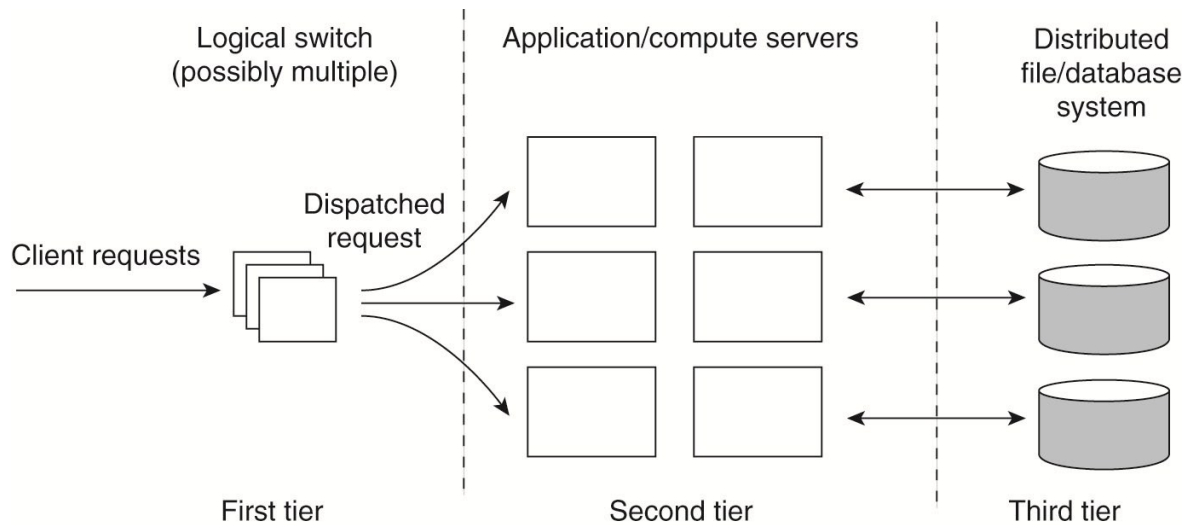 Logical switch
(possibly multiple)
Application/compute servers
Distributed
file/database
system
Dispatched
request
Client requests
First tier
Second tier
Third tier